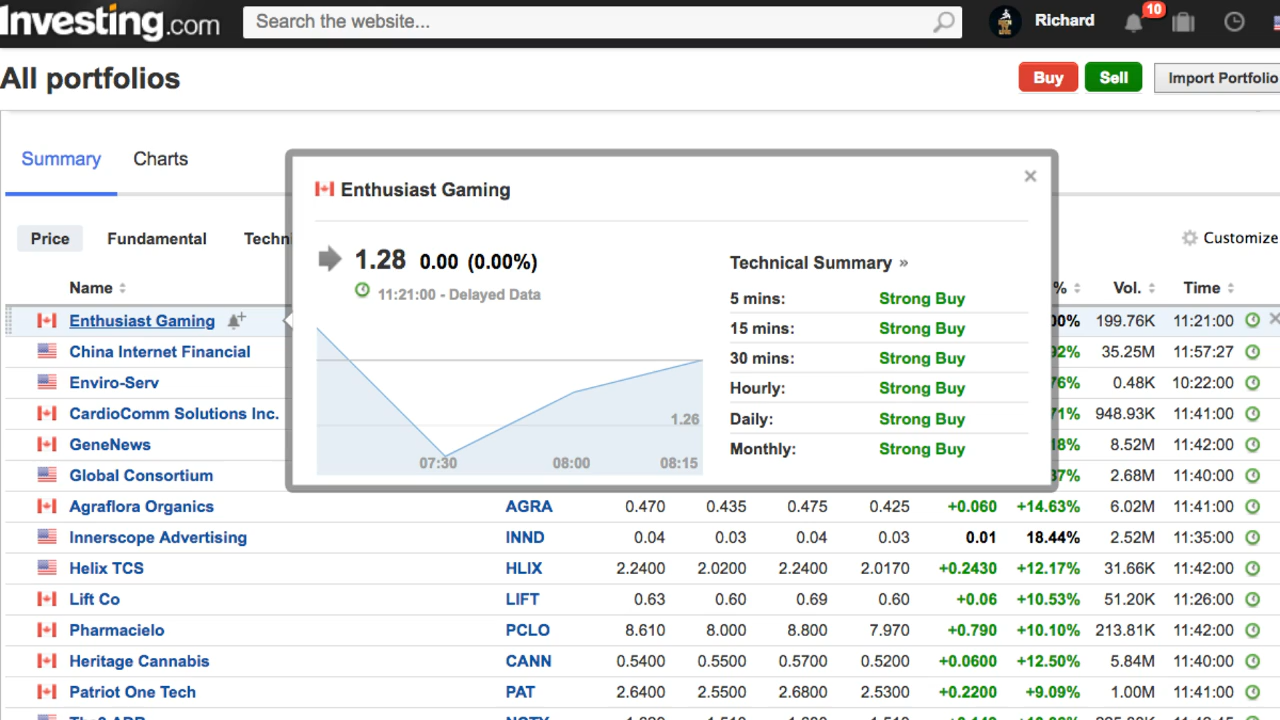 Investing.com Search the website... Richard 10
All portfolios Buy Sell Import Portfolio
Summary Charts
Price Fundamental Techni Customize
Name % Vol. Time
Enthusiast Gaming
1.28 0.00 (0.00%)
11:21:00 - Delayed Data
1.26
07:30 08:00 08:15
Technical Summary »
5 mins: Strong Buy
15 mins: Strong Buy
30 mins: Strong Buy
Hourly: Strong Buy
Daily: Strong Buy
Monthly: Strong Buy
Enthusiast Gaming 00% 199.76K 11:21:00
China Internet Financial 92% 35.25M 11:57:27
Enviro-Serv 76% 0.48K 10:22:00
CardioComm Solutions Inc. 71% 948.93K 11:41:00
GeneNews 18% 8.52M 11:42:00
Global Consortium 37% 2.68M 11:40:00
Agraflora Organics AGRA 0.470 0.435 0.475 0.425 +0.060 +14.63% 6.02M 11:41:00
Innerscope Advertising INND 0.04 0.03 0.04 0.03 0.01 18.44% 2.52M 11:35:00
Helix TCS HLIX 2.2400 2.0200 2.2400 2.0170 +0.2430 +12.17% 31.66K 11:42:00
Lift Co LIFT 0.63 0.60 0.69 0.60 +0.06 +10.53% 51.20K 11:26:00
Pharmacielo PCLO 8.610 8.000 8.800 7.970 +0.790 +10.10% 213.81K 11:42:00
Heritage Cannabis CANN 0.5400 0.5500 0.5700 0.5200 +0.0600 +12.50% 5.84M 11:40:00
Patriot One Tech PAT 2.6400 2.5500 2.6800 2.5300 +0.2200 +9.09% 1.00M 11:41:00